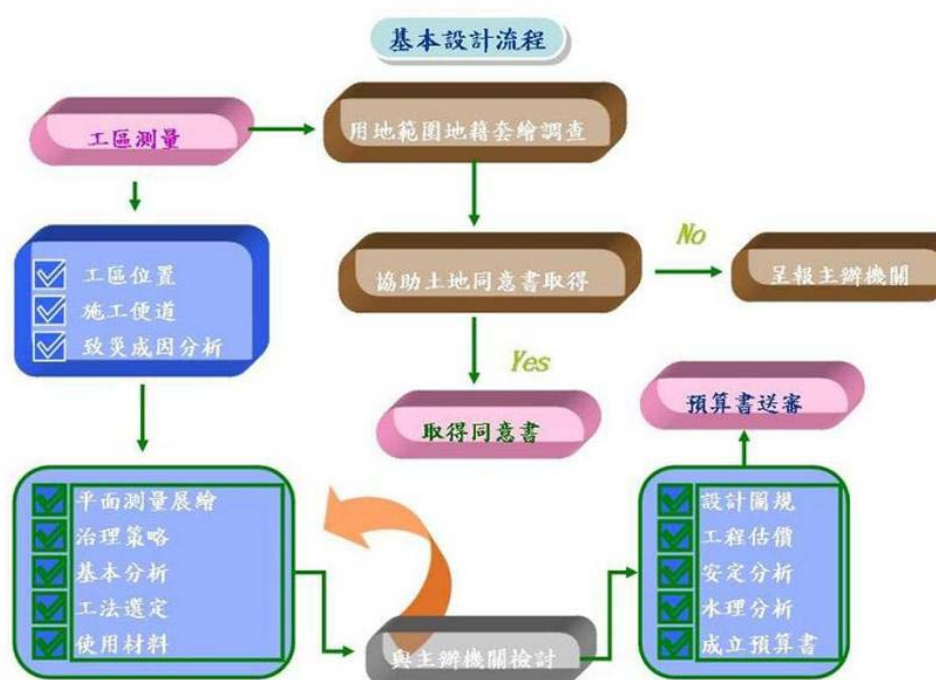 基本設計流程
工區測量
用地範圍地籍套繪調查
工區位置
施工便道
致災成因分析
協助土地同意書取得
No
呈報主辦機關
Yes
取得同意書
預算書送審
平面測量展繪
治理策略
基本分析
工法選定
使用材料
與主辦機關檢討
設計圖規
工程估價
安定分析
水理分析
成立預算書